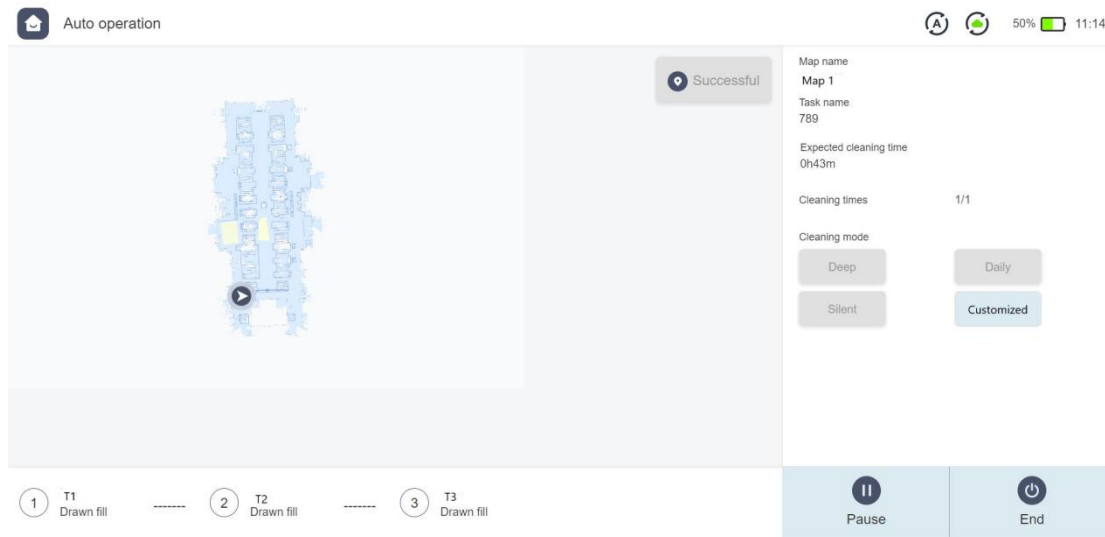 Auto operation
50%
11:14
Successful
Map name
Map 1
Task name
789
Expected cleaning time
0h43m
Cleaning times 1/1
Cleaning mode
Deep
Daily
Silent
Customized
1 T1
Drawn fill
-------
2 T2
Drawn fill
-------
3 T3
Drawn fill
Pause
End